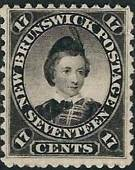 17 17
NEW BRUNSWICK POSTAGE
SEVENTEEN
17 17
CENTS